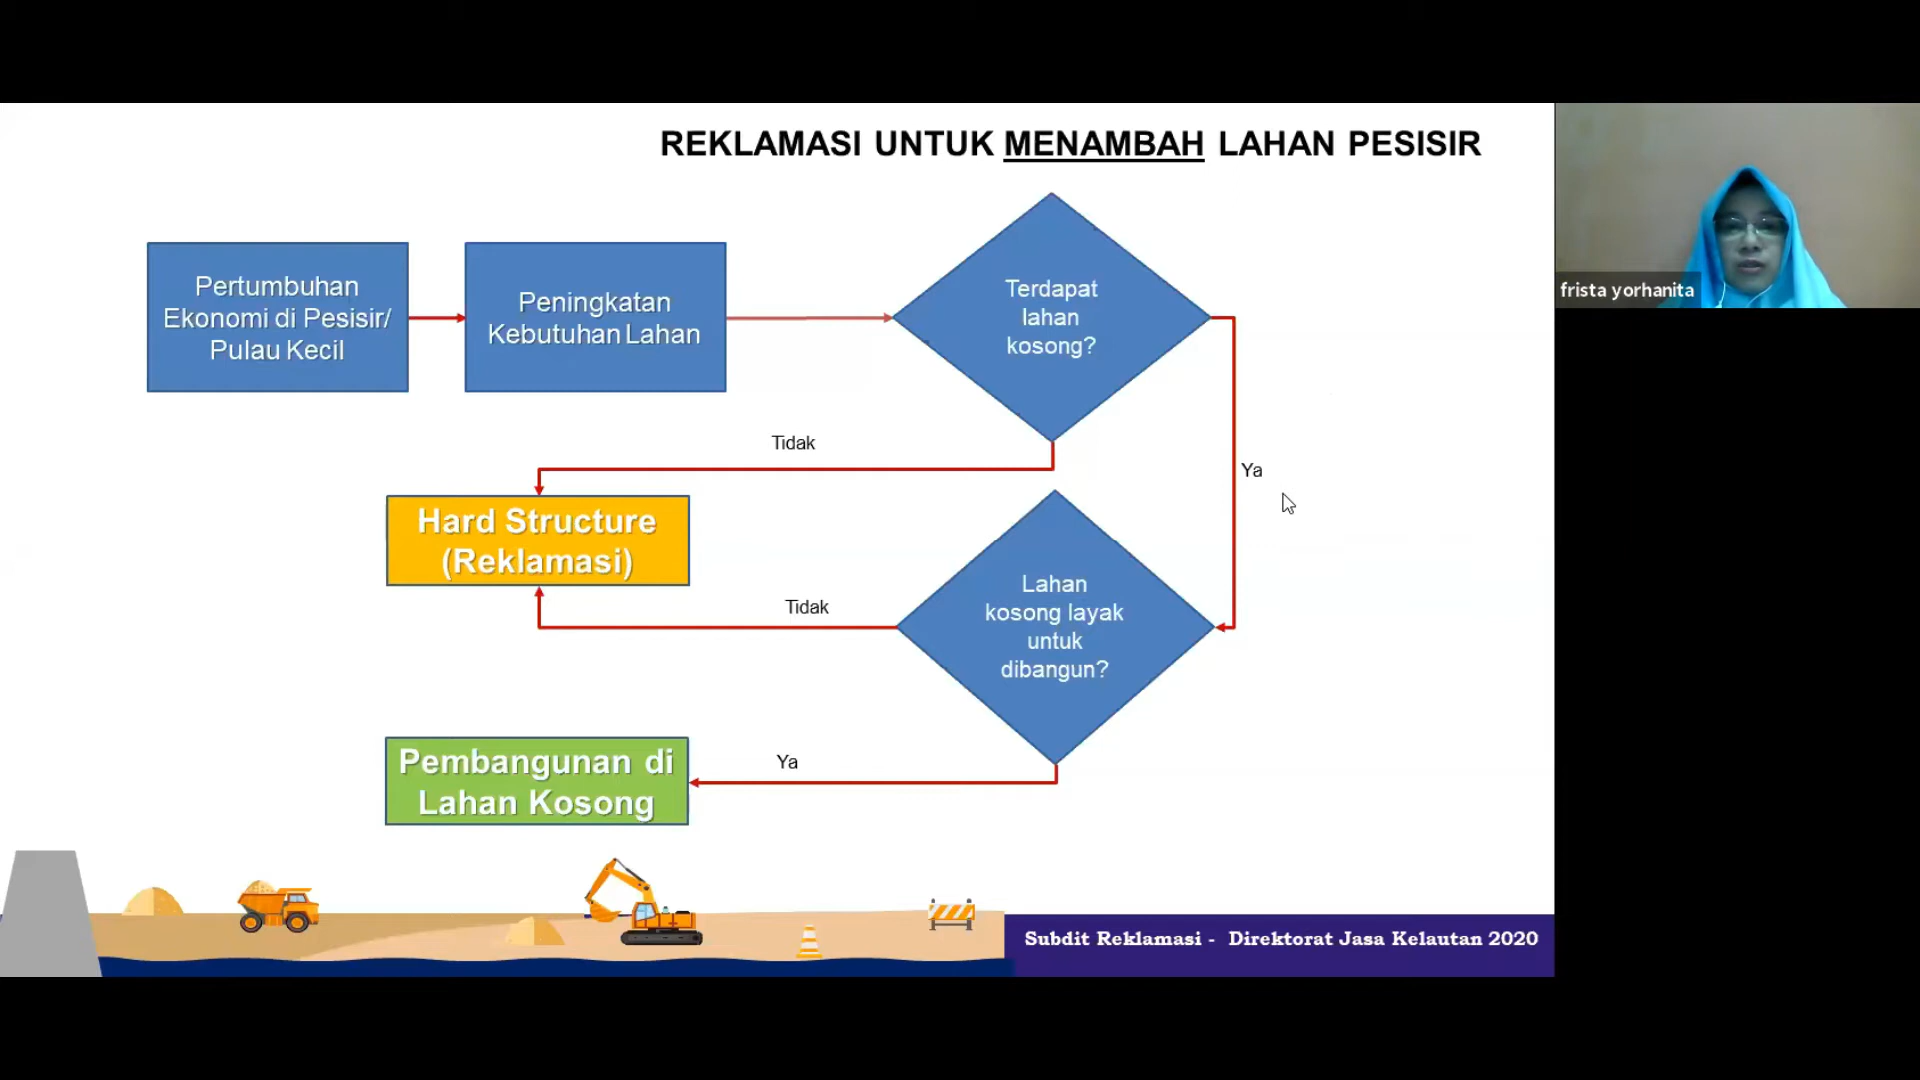 REKLAMASI UNTUK MENAMBAH LAHAN PESISIR
Pertumbuhan
Ekonomi di Pesisir/
Pulau Kecil
Peningkatan
Kebutuhan Lahan
Terdapat
lahan
kosong?
frista yorhanita
Tidak
Ya
Hard Structure
(Reklamasi)
Tidak
Lahan
kosong layak
untuk
dibangun?
Pembangunan di
Lahan Kosong
Ya
Subdit Reklamasi - Direktorat Jasa Kelautan 2020